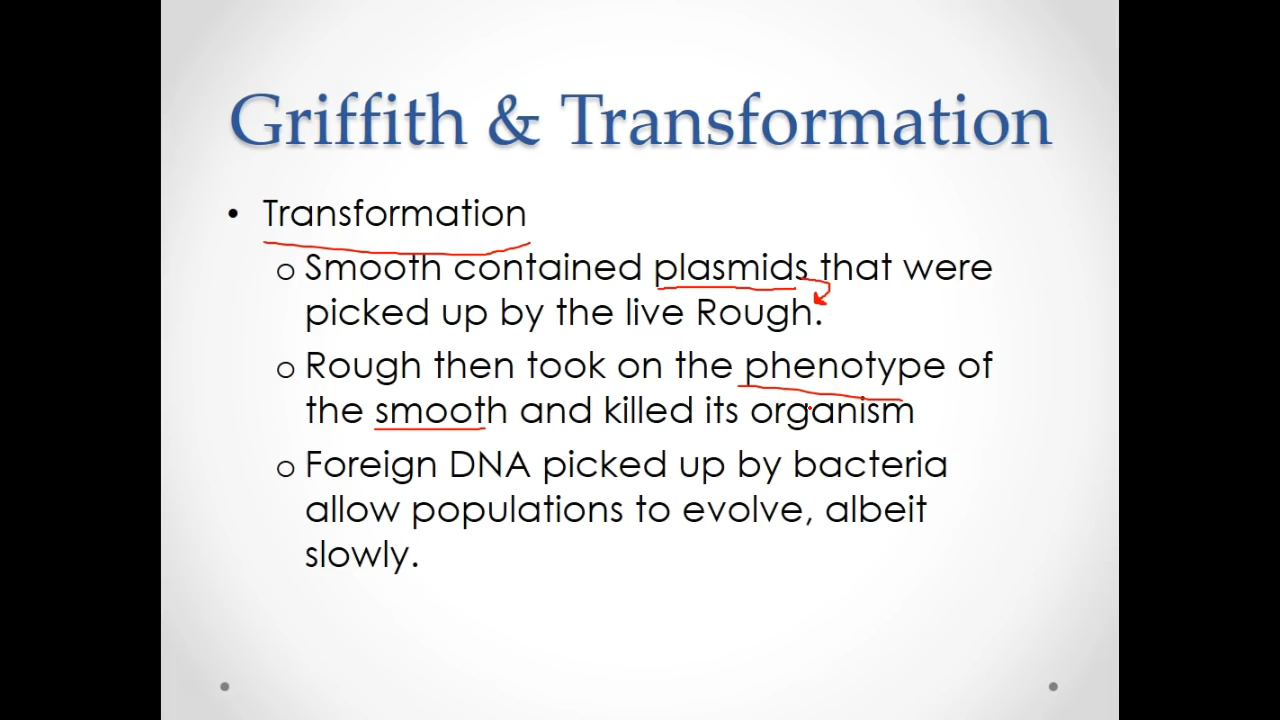 Griffith & Transformation
• Transformation
o Smooth contained plasmids that were
picked up by the live Rough.
o Rough then took on the phenotype of
the smooth and killed its organism
o Foreign DNA picked up by bacteria
allow populations to evolve, albeit
slowly.